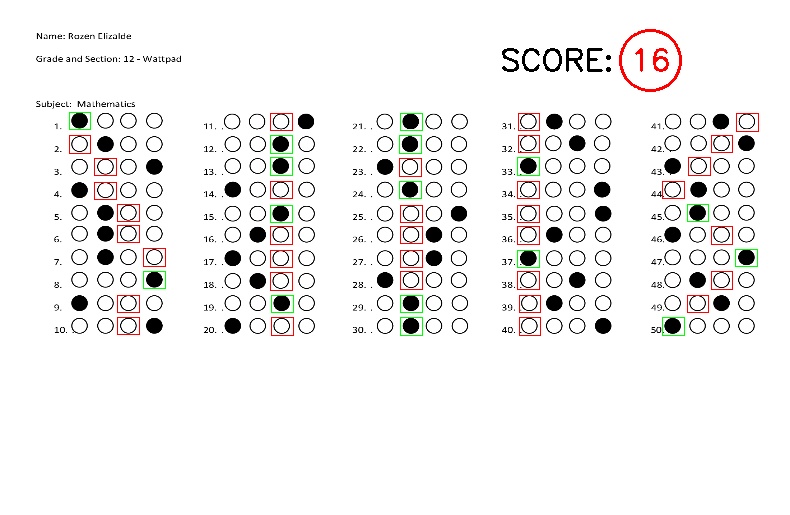 Name: Rozen Elizalde
SCORE: 16
Grade and Section: 12 - Wattpad
Subject: Mathematics
1. 11. . 21. . 31. 41.
2. 12. . 22. . 32. 42.
3. 13. . 23. . 33. 43.
4. 14. . 24. . 34. 44.
5. 15. . 25. . 35. 45.
6. 16. . 26. . 36. 46.
7. 17. . 27. . 37. 47.
8. 18. . 28. . 38. 48.
9. 19. . 29. . 39. 49.
10. . 20. . 30. . 40. 50.